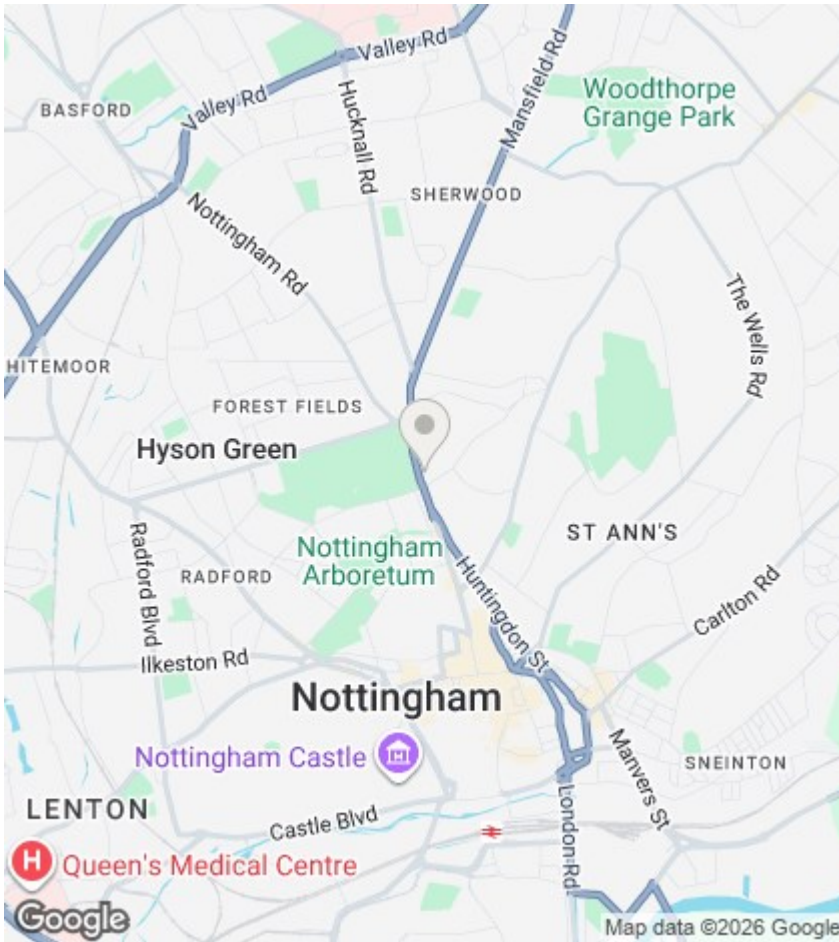 Valley Rd
BASFORD
Valley Rd
Hucknall Rd
Mansfield Rd
Woodthorpe
Grange Park
SHERWOOD
Nottingham Rd
The Wells Rd
HITEMOOR
FOREST FIELDS
Hyson Green
ST ANN'S
Nottingham
Arboretum
Radford Blvd
RADFORD
Huntingdon St
Carlton Rd
Ilkeston Rd
Nottingham
Nottingham Castle
Manvers St
SNEINTON
LENTON
Castle Blvd
London Rd
H
Queen's Medical Centre
Google
Map data ©2026 Google